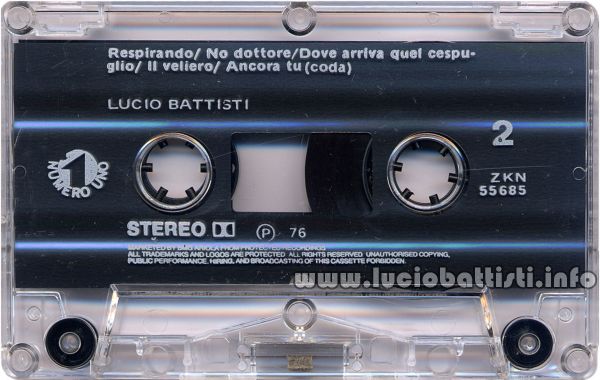 Respirando/ No dottore/Dove arriva quel cespu-
glio/ Il veliero/ Ancora tu (coda)
LUCIO BATTISTI
2
1
NUMERO UNO
ZKN
55685
STEREO
P 76
MARKETED BY BMG ARIOLA FROM PROTECTED RECORDINGS.
ALL TRADEMARKS AND LOGOS ARE PROTECTED. ALL RIGHTS RESERVED. UNAUTHORISED COPYING,
PUBLIC PERFORMANCE, HIRING, AND BROADCASTING OF THIS CASSETTE FORBIDDEN.
www.luciobattisti.info